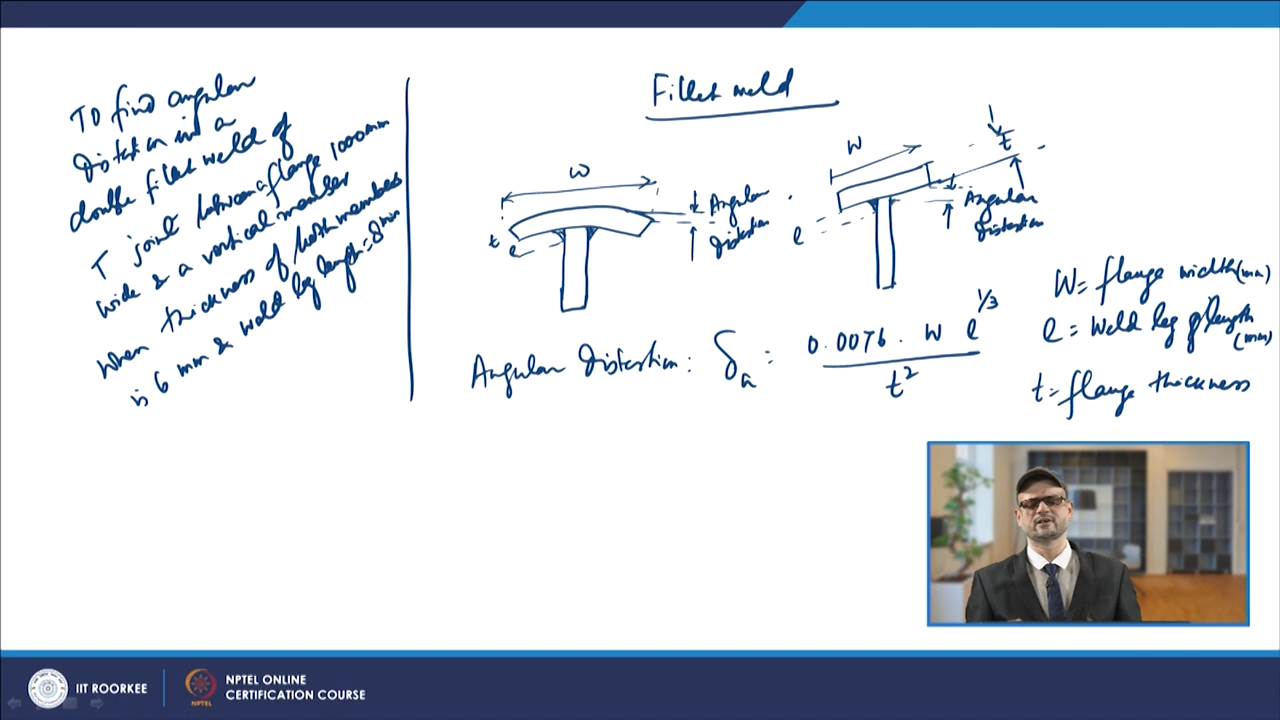 To find angular
Distortion in a
double fillet weld of
T joint between a flange 1000mm
wide & a vertical member
when thickness of both members
is 6 mm & weld leg length = 8mm
Fillet weld
W
t
l
Angular
Distortion
W
t
l
Angular
Distortion
Angular Distortion: δa = 0.0076 . W l^1/3 / t^2
W = flange width (mm)
l = Weld leg of length (mm)
t = flange thickness
IIT ROORKEE
NPTEL
NPTEL ONLINE
CERTIFICATION COURSE